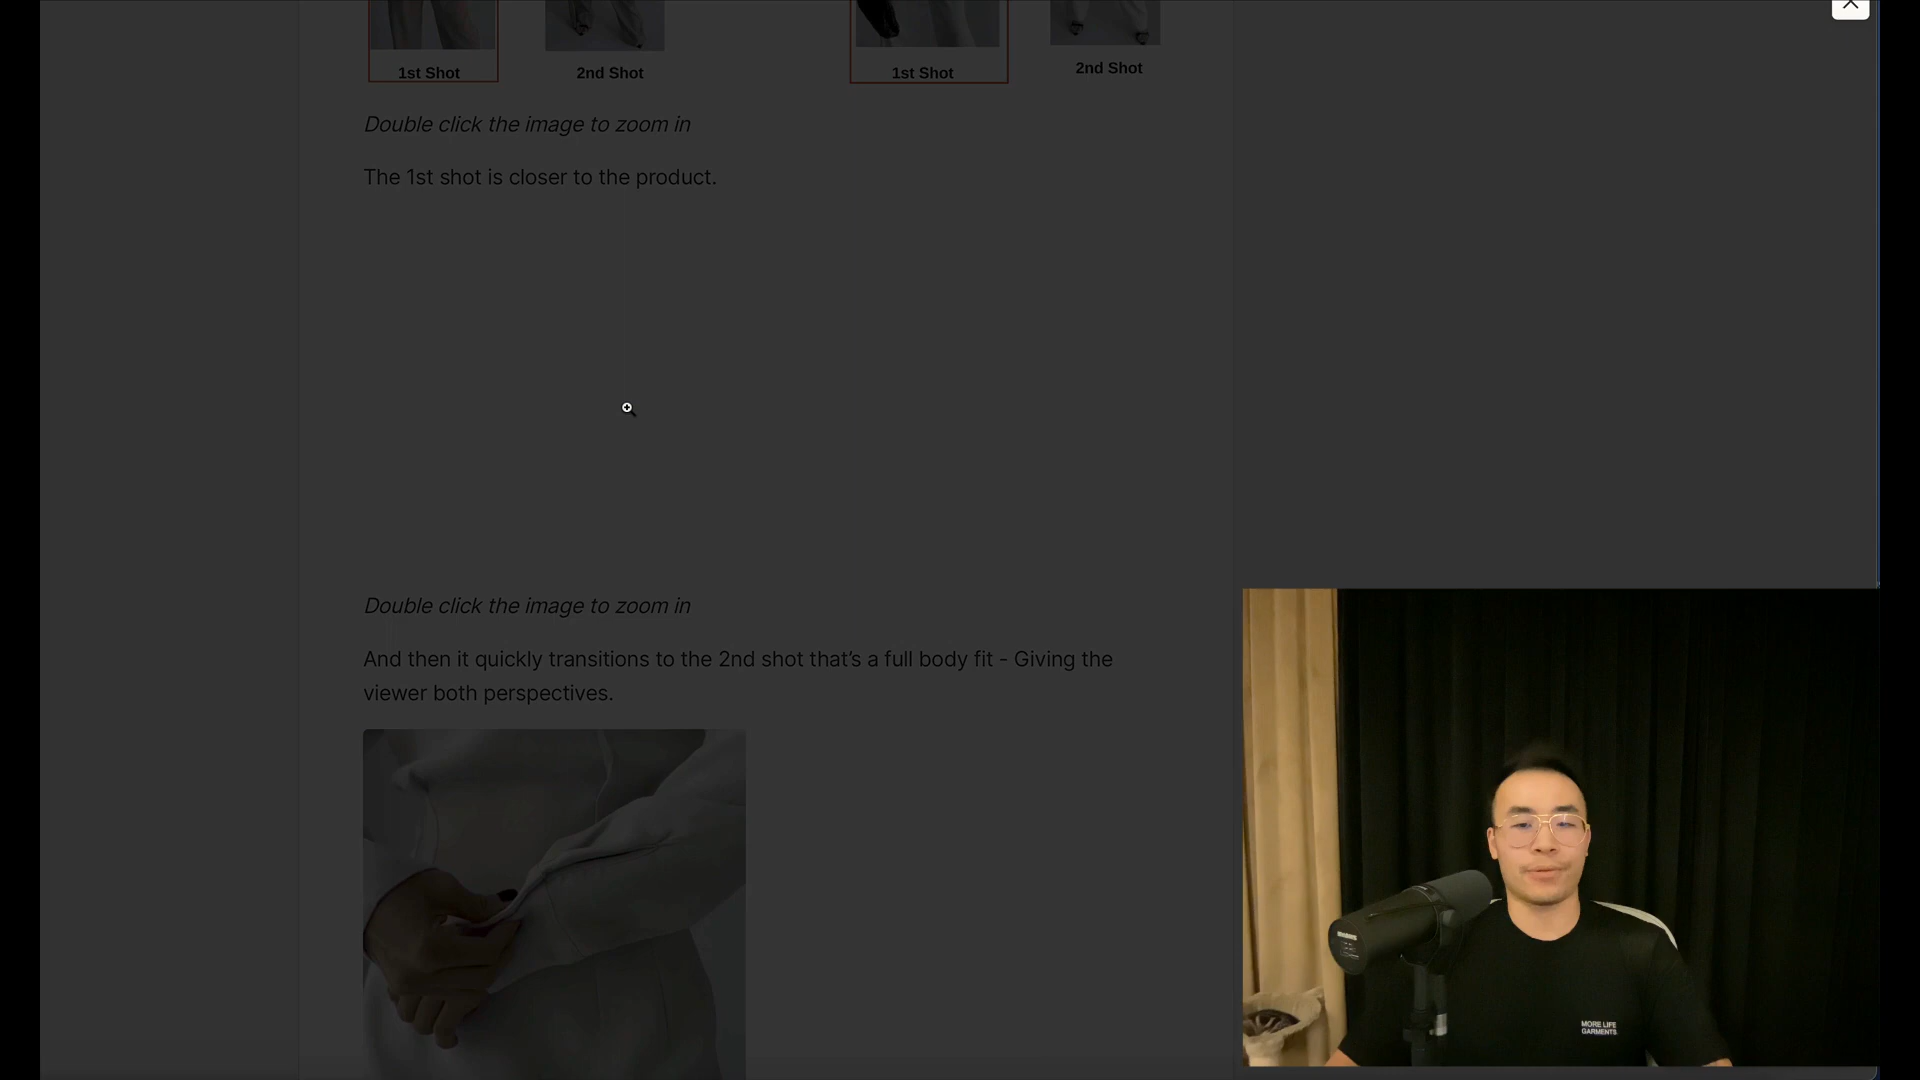 1st Shot
2nd Shot
1st Shot
2nd Shot
Double click the image to zoom in
The 1st shot is closer to the product.
Double click the image to zoom in
And then it quickly transitions to the 2nd shot that's a full body fit - Giving the
viewer both perspectives.
MORE LIFE
GARMENTS